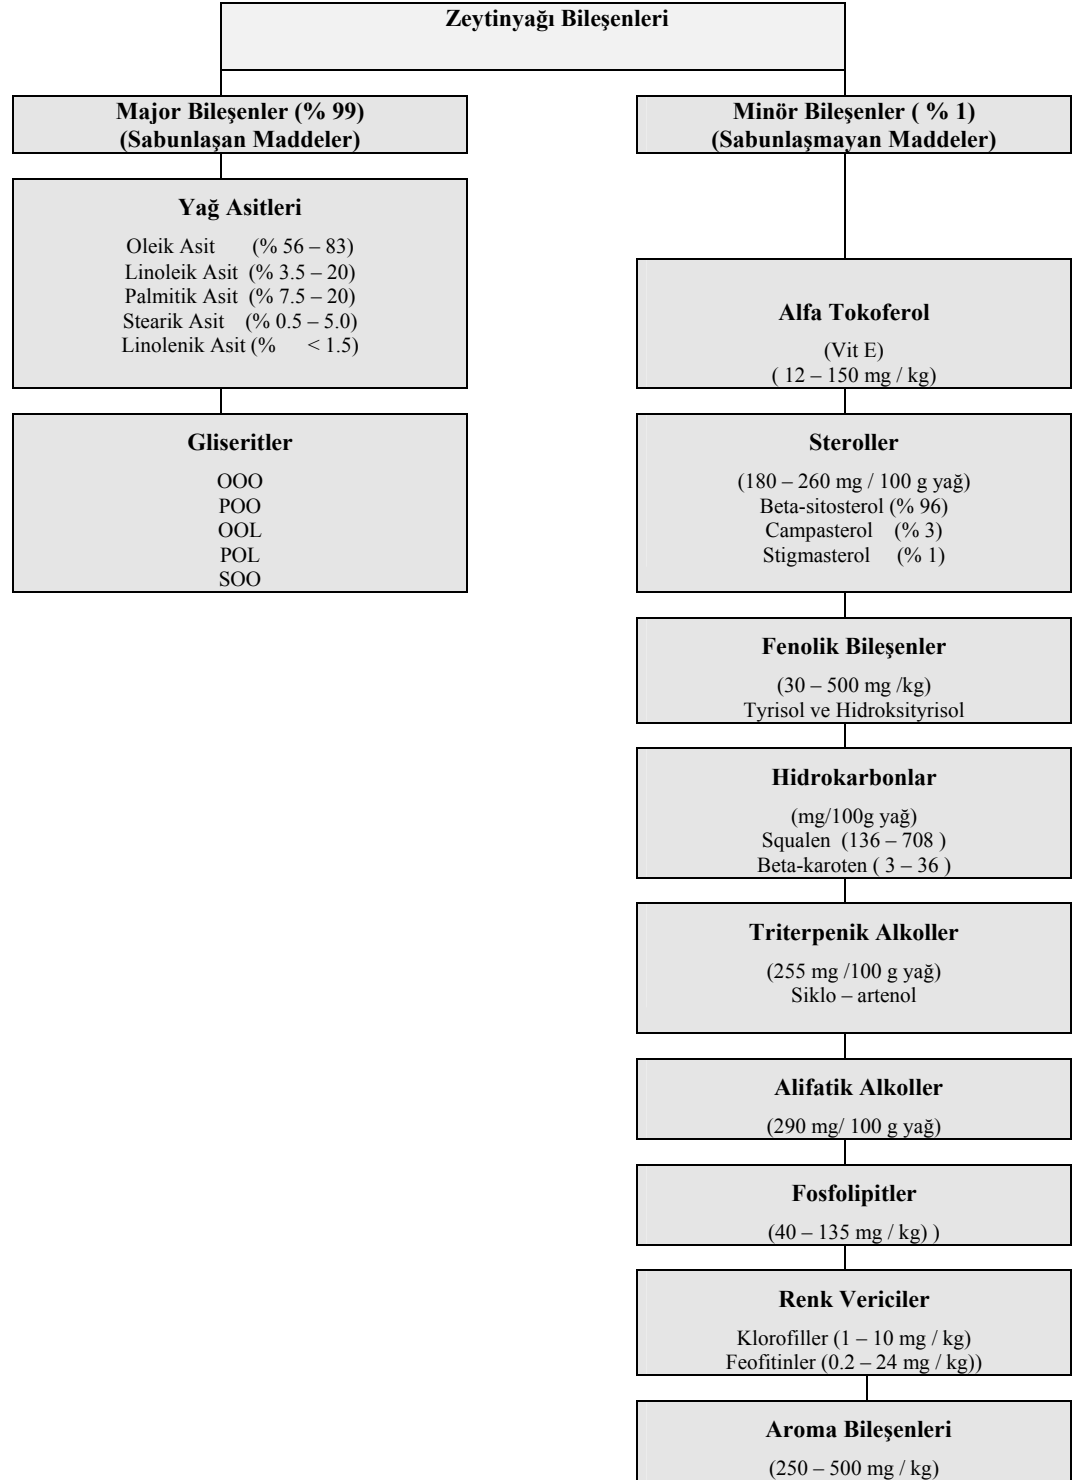 Zeytinyağı Bileşenleri
Major Bileşenler (% 99)
(Sabunlaşan Maddeler)
Yağ Asitleri
Oleik Asit (% 56 – 83)
Linoleik Asit (% 3.5 – 20)
Palmitik Asit (% 7.5 – 20)
Stearik Asit (% 0.5 – 5.0)
Linolenik Asit (% < 1.5)
Gliseritler
OOO
POO
OOL
POL
SOO
Minör Bileşenler ( % 1)
(Sabunlaşmayan Maddeler)
Alfa Tokoferol
(Vit E)
( 12 – 150 mg / kg)
Steroller
(180 – 260 mg / 100 g yağ)
Beta-sitosterol (% 96)
Campasterol (% 3)
Stigmasterol (% 1)
Fenolik Bileşenler
(30 – 500 mg /kg)
Tyrisol ve Hidroksityrisol
Hidrokarbonlar
(mg/100g yağ)
Squalen (136 – 708 )
Beta-karoten ( 3 – 36 )
Triterpenik Alkoller
(255 mg /100 g yağ)
Siklo – artenol
Alifatik Alkoller
(290 mg/ 100 g yağ)
Fosfolipitler
(40 – 135 mg / kg) )
Renk Vericiler
Klorofiller (1 – 10 mg / kg)
Feofitinler (0.2 – 24 mg / kg))
Aroma Bileşenleri
(250 – 500 mg / kg)